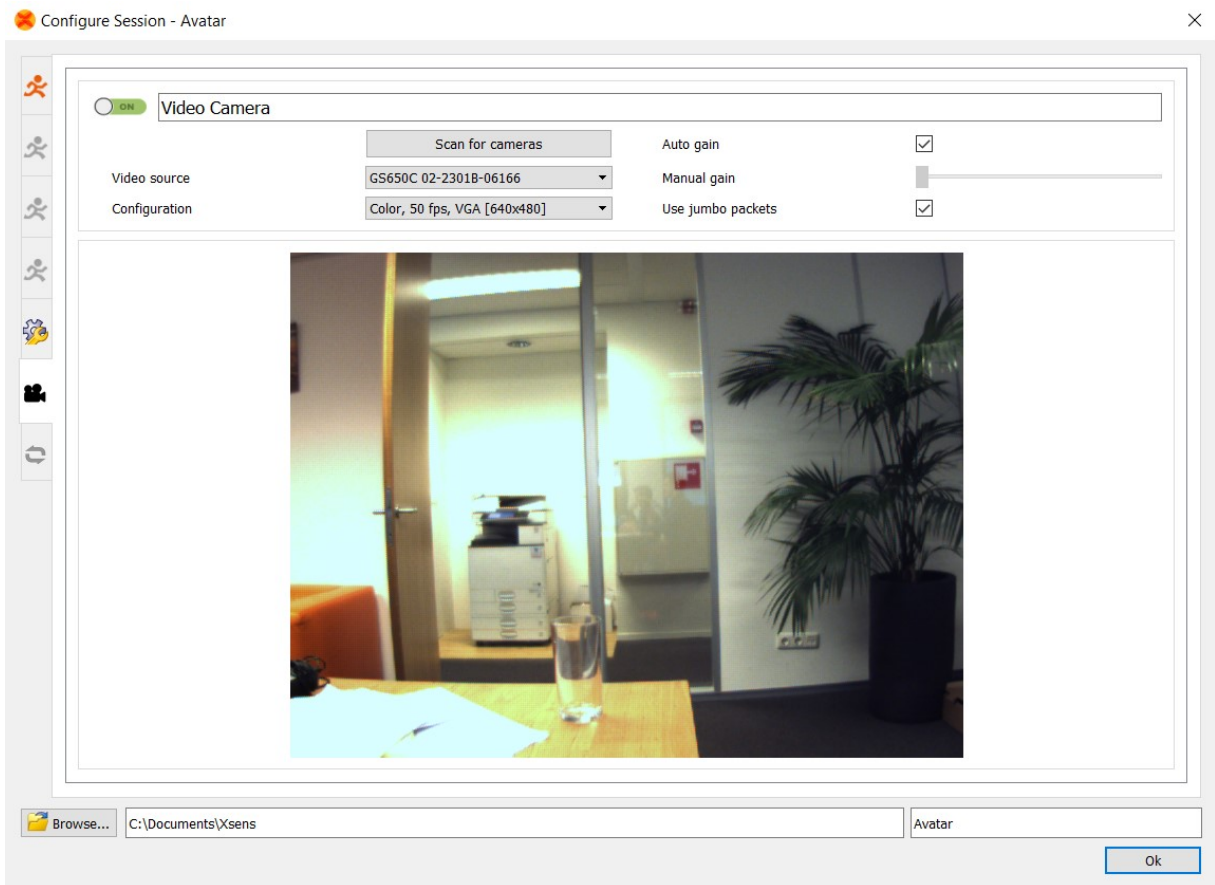 Configure Session - Avatar
ON Video Camera
Scan for cameras Auto gain
Video source GS650C 02-2301B-06166 Manual gain
Configuration Color, 50 fps, VGA [640x480] Use jumbo packets
Browse... C:\Documents\Xsens Avatar
Ok